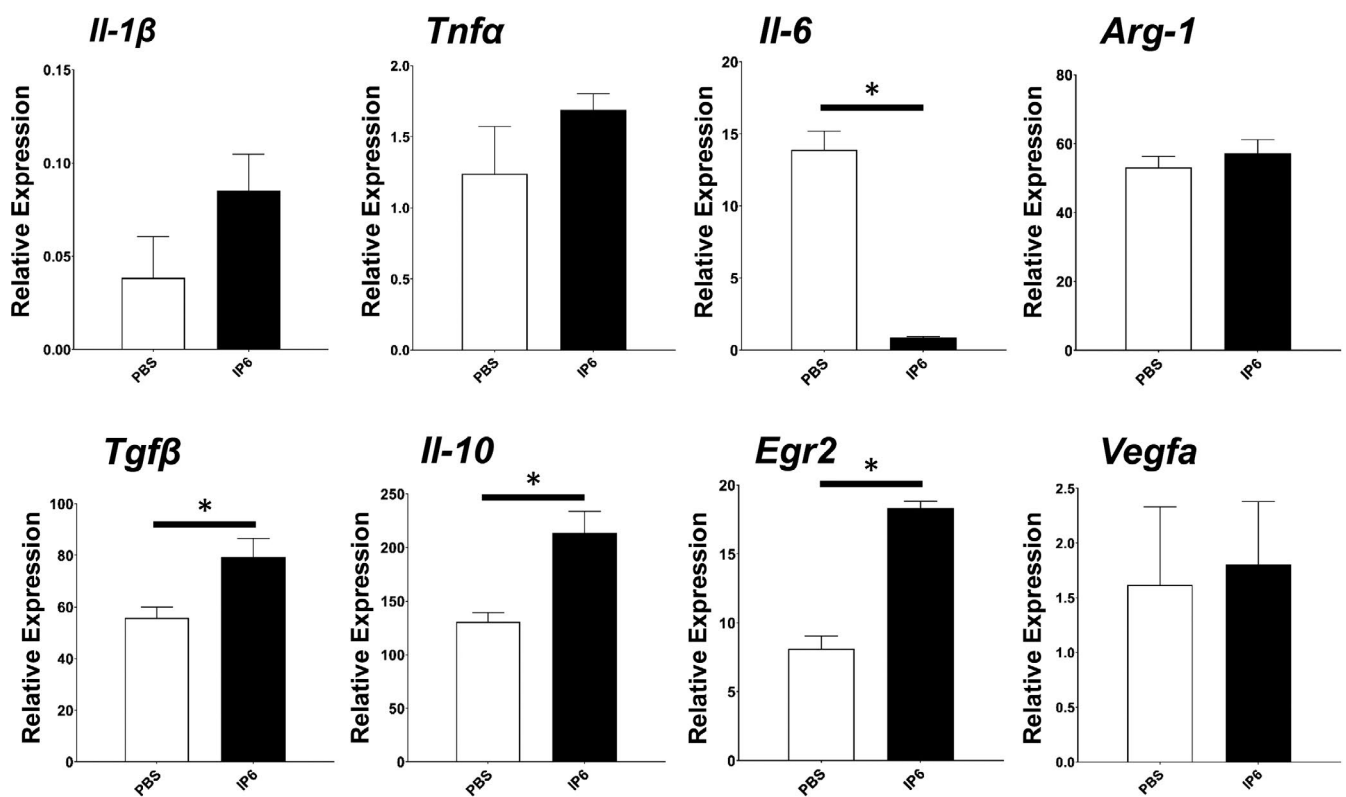 Il-1β
Relative Expression
0.15
0.10
0.05
0.00
PBS
IP6
Tnfα
Relative Expression
2.0
1.5
1.0
0.5
0.0
PBS
IP6
Il-6
*
Relative Expression
20
15
10
5
0
PBS
IP6
Arg-1
Relative Expression
80
60
40
20
0
PBS
IP6
Tgfβ
*
Relative Expression
100
80
60
40
20
0
PBS
IP6
Il-10
*
Relative Expression
250
200
150
100
50
0
PBS
IP6
Egr2
*
Relative Expression
20
15
10
5
0
PBS
IP6
Vegfa
Relative Expression
2.5
2.0
1.5
1.0
0.5
0.0
PBS
IP6